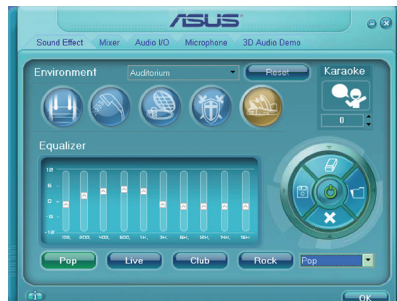 ASUS
Sound Effect Mixer Audio I/O Microphone 3D Audio Demo
Environment Auditorium Reset Karaoke
0
Equalizer
Pop Live Club Rock Pop
OK